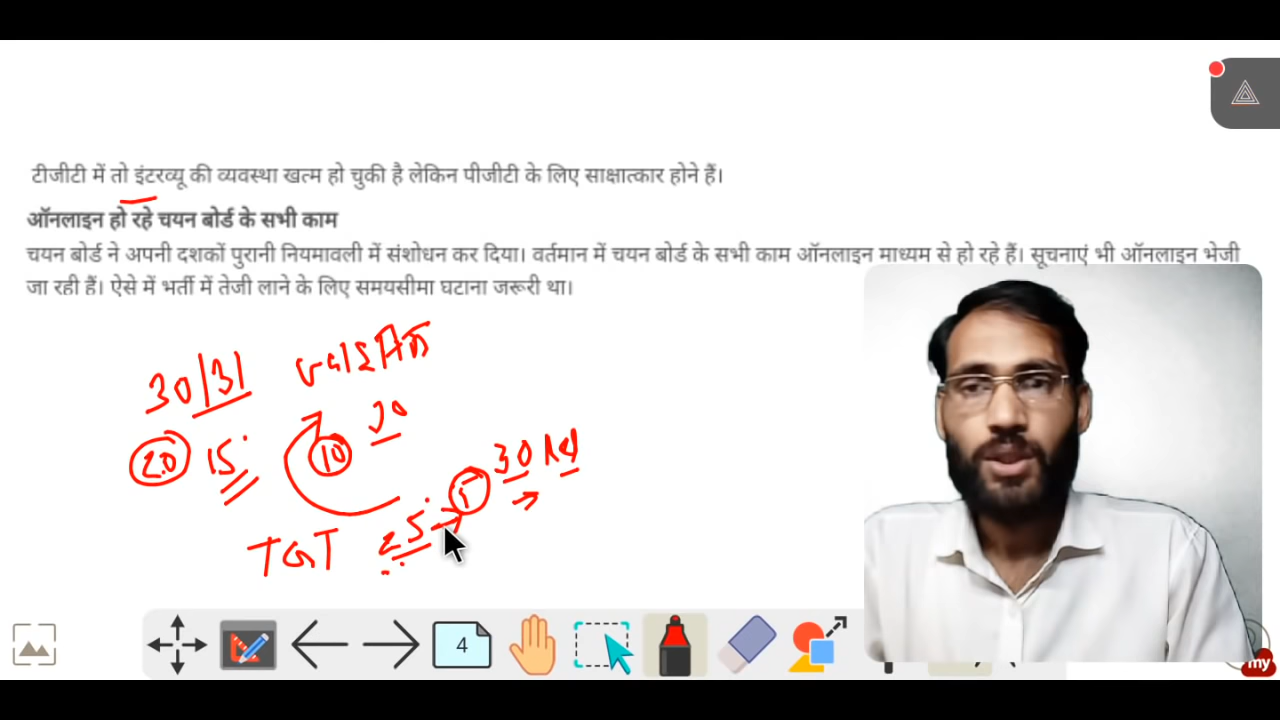 टीजीटी में तो इंटरव्यू की व्यवस्था खत्म हो चुकी है लेकिन पीजीटी के लिए साक्षात्कार होने हैं।
ऑनलाइन हो रहे चयन बोर्ड के सभी काम
चयन बोर्ड ने अपनी दशकों पुरानी नियमावली में संशोधन कर दिया। वर्तमान में चयन बोर्ड के सभी काम ऑनलाइन माध्यम से हो रहे हैं। सूचनाएं भी ऑनलाइन भेजी
जा रही हैं। ऐसे में भर्ती में तेजी लाने के लिए समयसीमा घटाना जरूरी था।
30/31
20 15 10
30
TGT 25
4
my